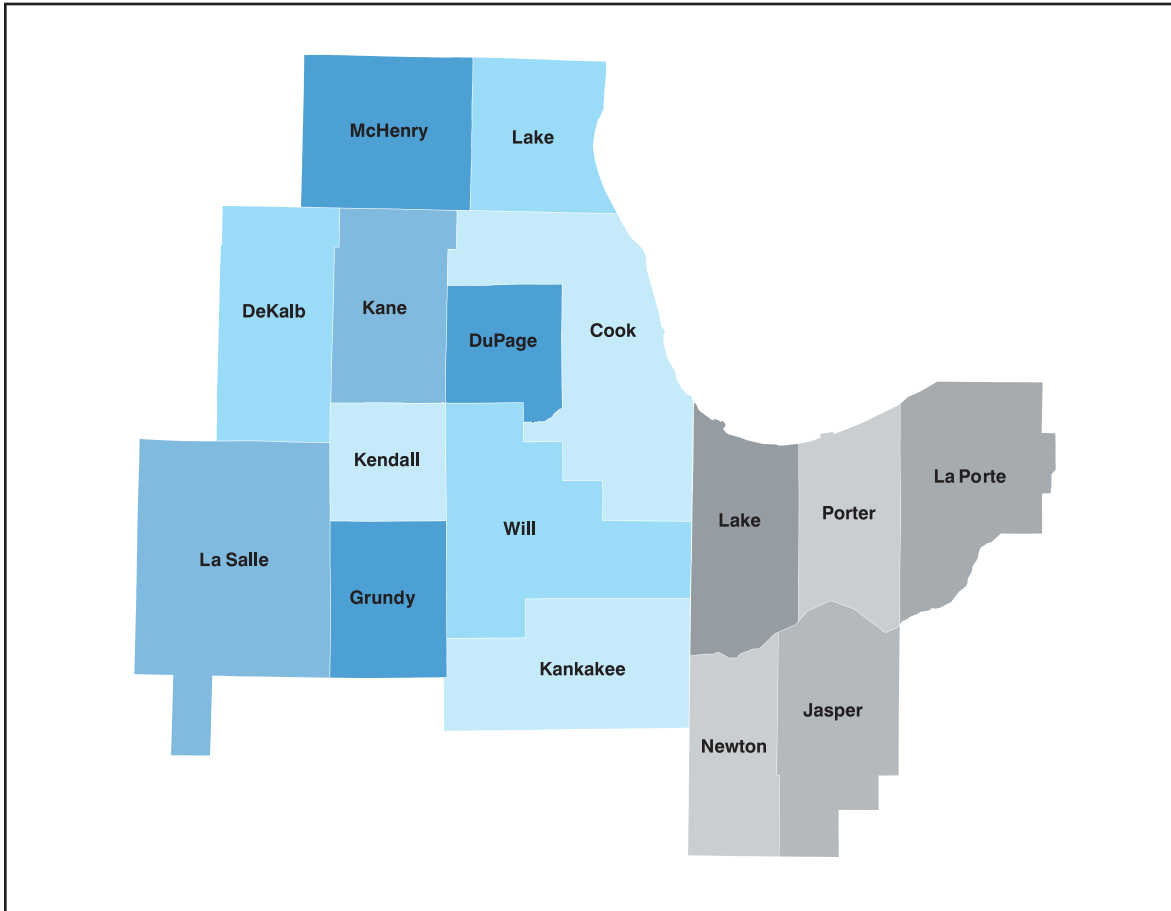 McHenry
Lake
DeKalb
Kane
DuPage
Cook
Kendall
La Salle
Will
Grundy
Kankakee
Lake
Porter
La Porte
Newton
Jasper